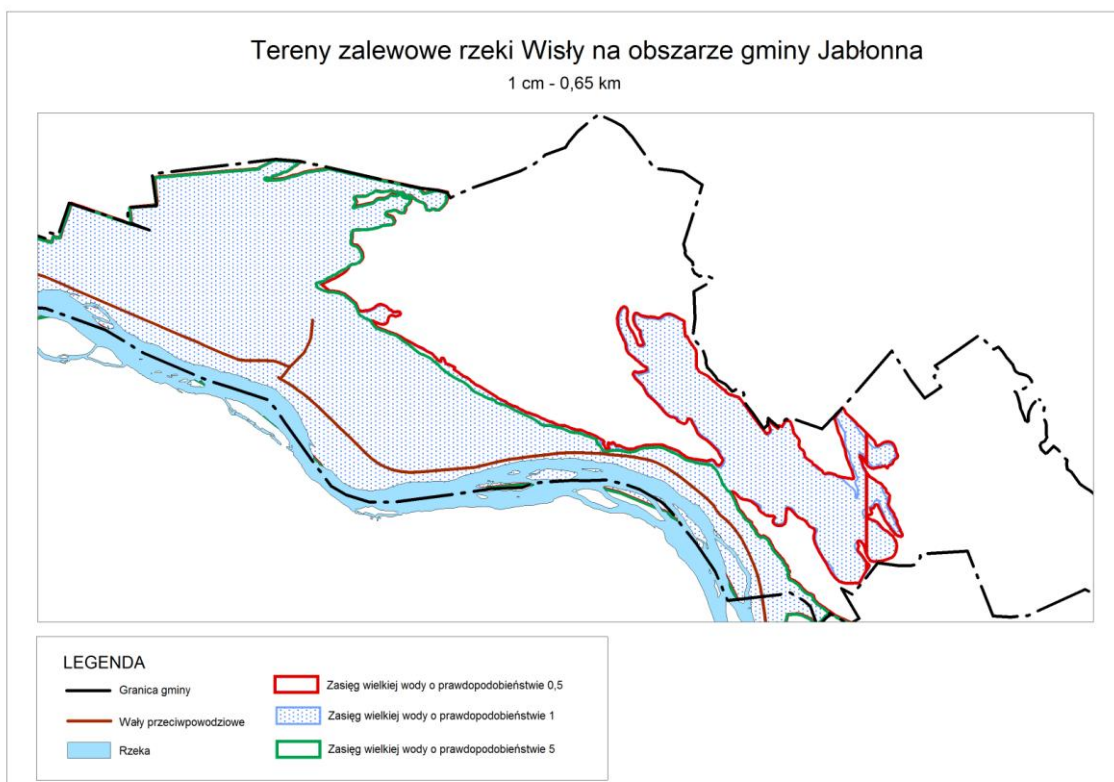 Tereny zalewowe rzeki Wisły na obszarze gminy Jabłonna
1 cm - 0,65 km
LEGENDA
Granica gminy
Wały przeciwpowodziowe
Rzeka
Zasięg wielkiej wody o prawdopodobieństwie 0,5
Zasięg wielkiej wody o prawdopodobieństwie 1
Zasięg wielkiej wody o prawdopodobieństwie 5